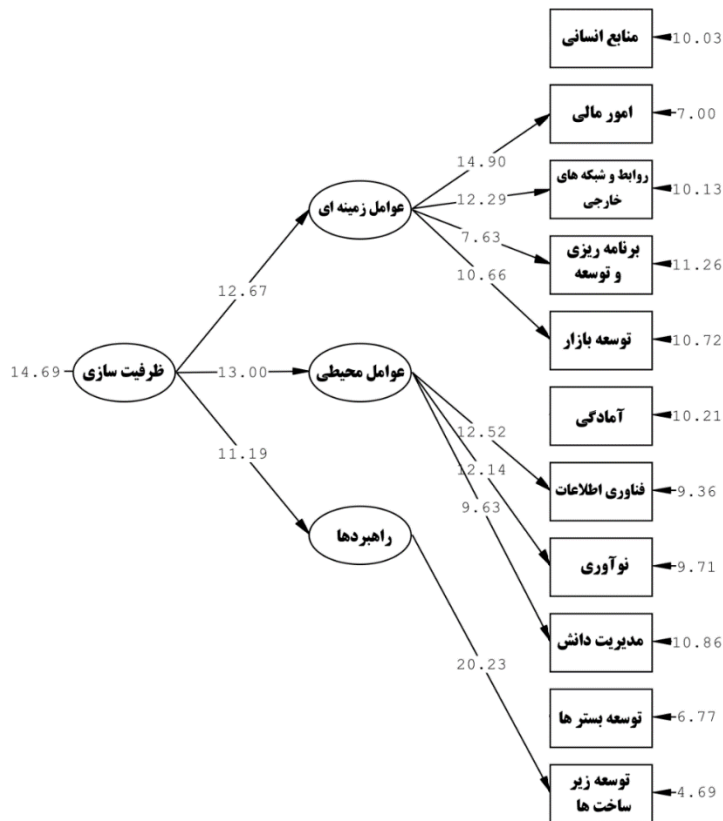 منابع انسانی
10.03
امور مالی
7.00
14.90
روابط و شبکه های
خارجی
10.13
12.29
عوامل زمینه ای
7.63
برنامه ریزی
و توسعه
11.26
10.66
12.67
توسعه بازار
10.72
14.69
ظرفیت سازی
13.00
عوامل محیطی
آمادگی
10.21
12.52
11.19
12.14
فناوری اطلاعات
9.36
9.63
راهبردها
نوآوری
9.71
مدیریت دانش
10.86
20.23
توسعه بستر ها
6.77
توسعه زیر
ساخت ها
4.69